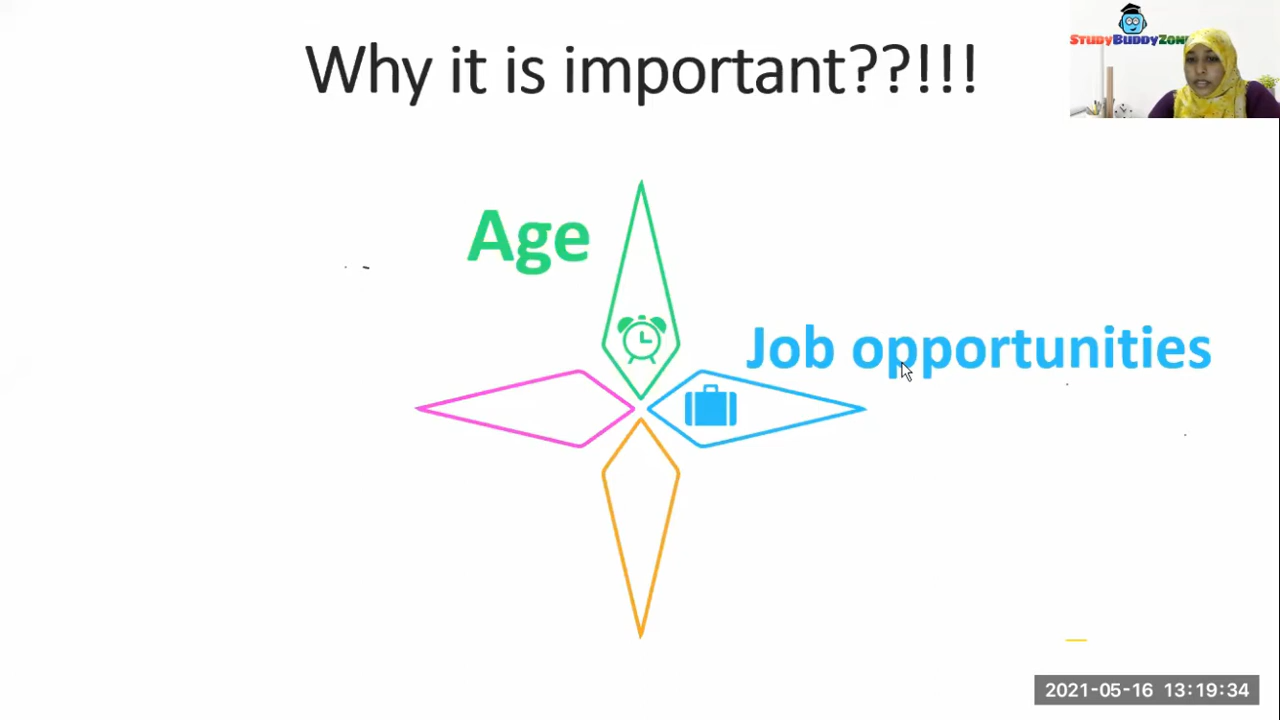 Why it is important??!!!
STUDYBUDDYZONE
Age
Job opportunities
2021-05-16 13:19:34